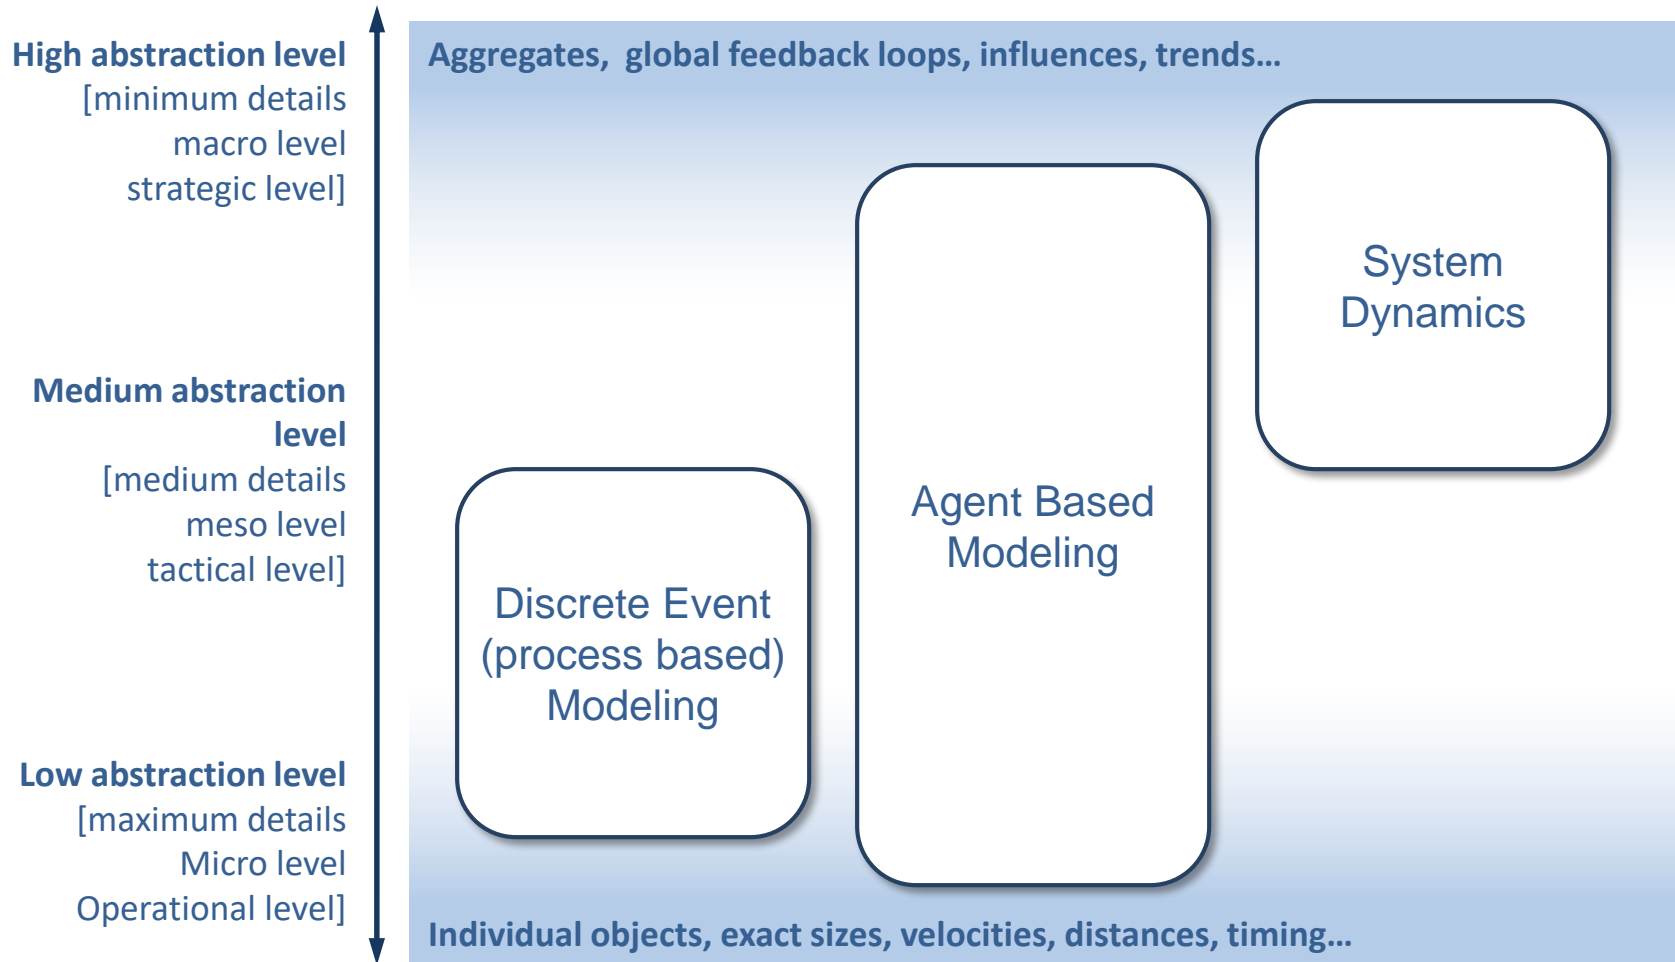 High abstraction level
[minimum details
macro level
strategic level]
Medium abstraction
level
[medium details
meso level
tactical level]
Low abstraction level
[maximum details
Micro level
Operational level]
Aggregates,  global feedback loops, influences, trends…
Discrete Event
(process based)
Modeling
Agent Based
Modeling
System
Dynamics
Individual objects, exact sizes, velocities, distances, timing…